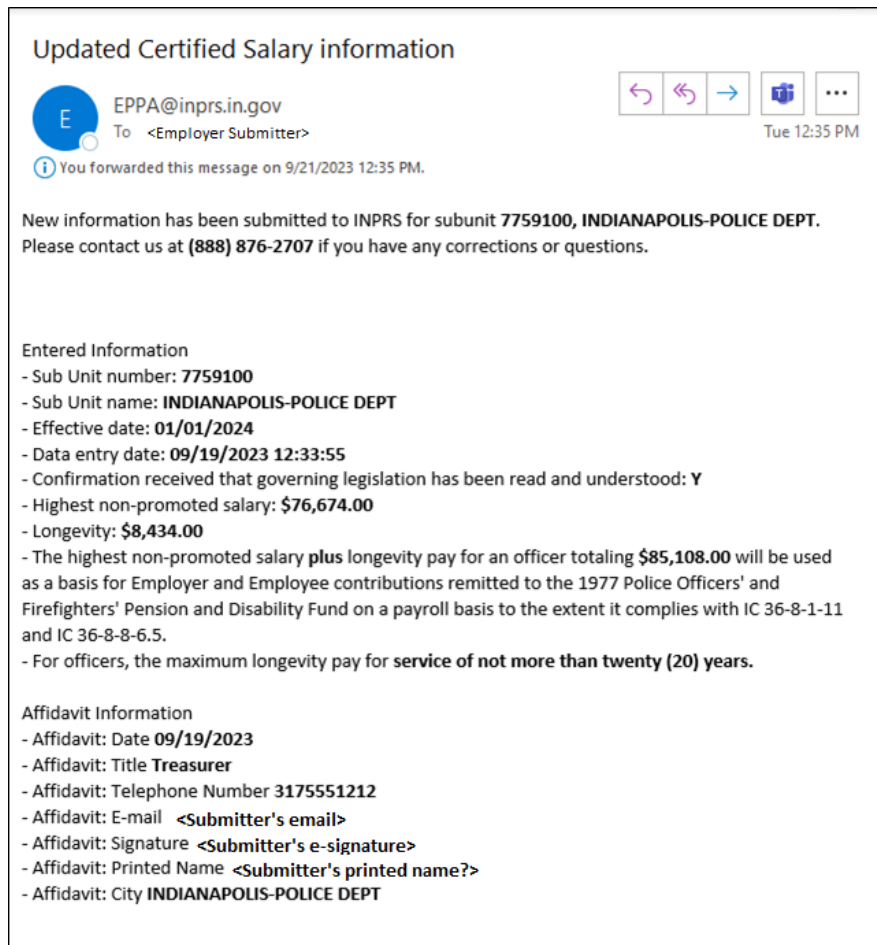 Updated Certified Salary information
E
EPPA@inprs.in.gov
To <Employer Submitter>
Tue 12:35 PM
You forwarded this message on 9/21/2023 12:35 PM.
New information has been submitted to INPRS for subunit 7759100, INDIANAPOLIS-POLICE DEPT.
Please contact us at (888) 876-2707 if you have any corrections or questions.
Entered Information
- Sub Unit number: 7759100
- Sub Unit name: INDIANAPOLIS-POLICE DEPT
- Effective date: 01/01/2024
- Data entry date: 09/19/2023 12:33:55
- Confirmation received that governing legislation has been read and understood: Y
- Highest non-promoted salary: $76,674.00
- Longevity: $8,434.00
- The highest non-promoted salary plus longevity pay for an officer totaling $85,108.00 will be used
as a basis for Employer and Employee contributions remitted to the 1977 Police Officers' and
Firefighters' Pension and Disability Fund on a payroll basis to the extent it complies with IC 36-8-1-11
and IC 36-8-8-6.5.
- For officers, the maximum longevity pay for service of not more than twenty (20) years.
Affidavit Information
- Affidavit: Date 09/19/2023
- Affidavit: Title Treasurer
- Affidavit: Telephone Number 3175551212
- Affidavit: E-mail <Submitter's email>
- Affidavit: Signature <Submitter's e-signature>
- Affidavit: Printed Name <Submitter's printed name?>
- Affidavit: City INDIANAPOLIS-POLICE DEPT